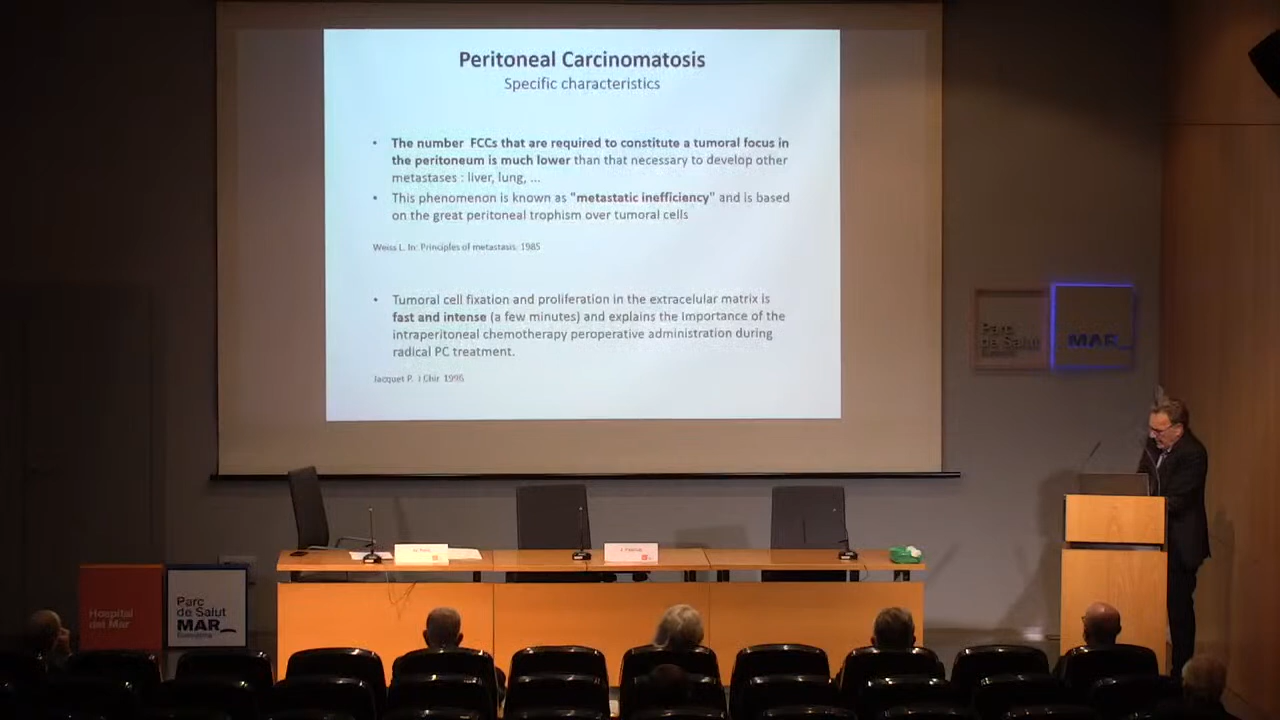 Peritoneal Carcinomatosis
Specific characteristics
• The number FCCs that are required to constitute a tumoral focus in
the peritoneum is much lower than that necessary to develop other
metastases : liver, lung, ...
• This phenomenon is known as "metastatic inefficiency" and is based
on the great peritoneal trophism over tumoral cells
Weiss L. In: Principles of metastasis. 1985
• Tumoral cell fixation and proliferation in the extracelular matrix is
fast and intense (a few minutes) and explains the importance of the
intraperitoneal chemotherapy peroperative administration during
radical PC treatment.
Jacquet P. J Chir 1996
Parc
de Salut
MAR
Hospital
del Mar
Parc
de Salut
MAR
Barcelona